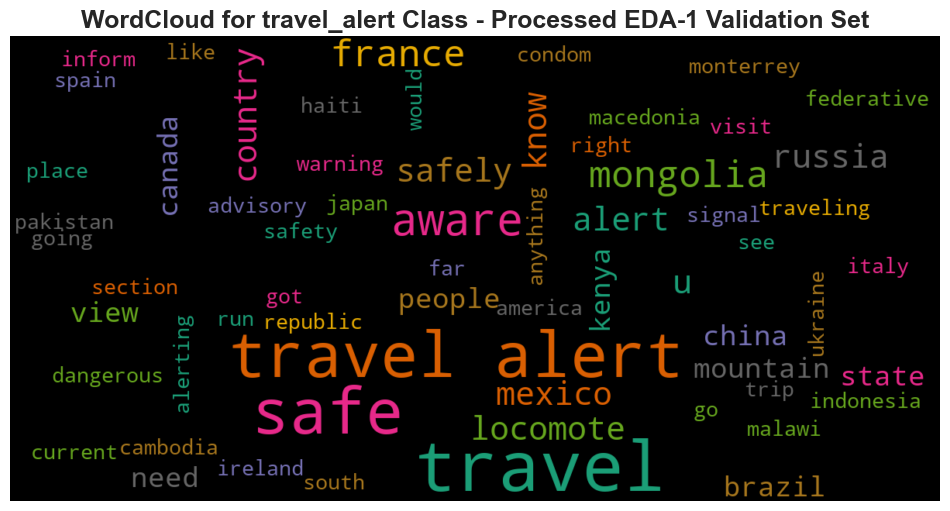 WordCloud for travel_alert Class - Processed EDA-1 Validation Set
inform
like
france
condom
monterrey
spain
country
would
haiti
know
federative
macedonia
visit
canada
right
russia
place
warning
safely
mongolia
advisory
japan
aware
anything
alert
signal
traveling
pakistan
going
safety
see
far
kenya
italy
section
got
people
america
u
ukraine
view
alerting
run
republic
china
travel alert
mountain
dangerous
state
safe
mexico
trip
go
indonesia
locomote
malawi
current
cambodia
need
ireland
south
travel
brazil